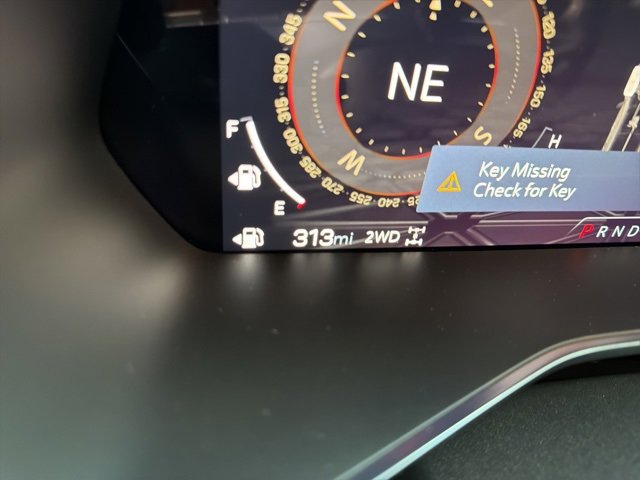 345
N
120
330
135
NE
315
150
165
300
S
F
285
W
H
270
255
240
Key Missing
Check for Key
E
313mi 2WD
PRND